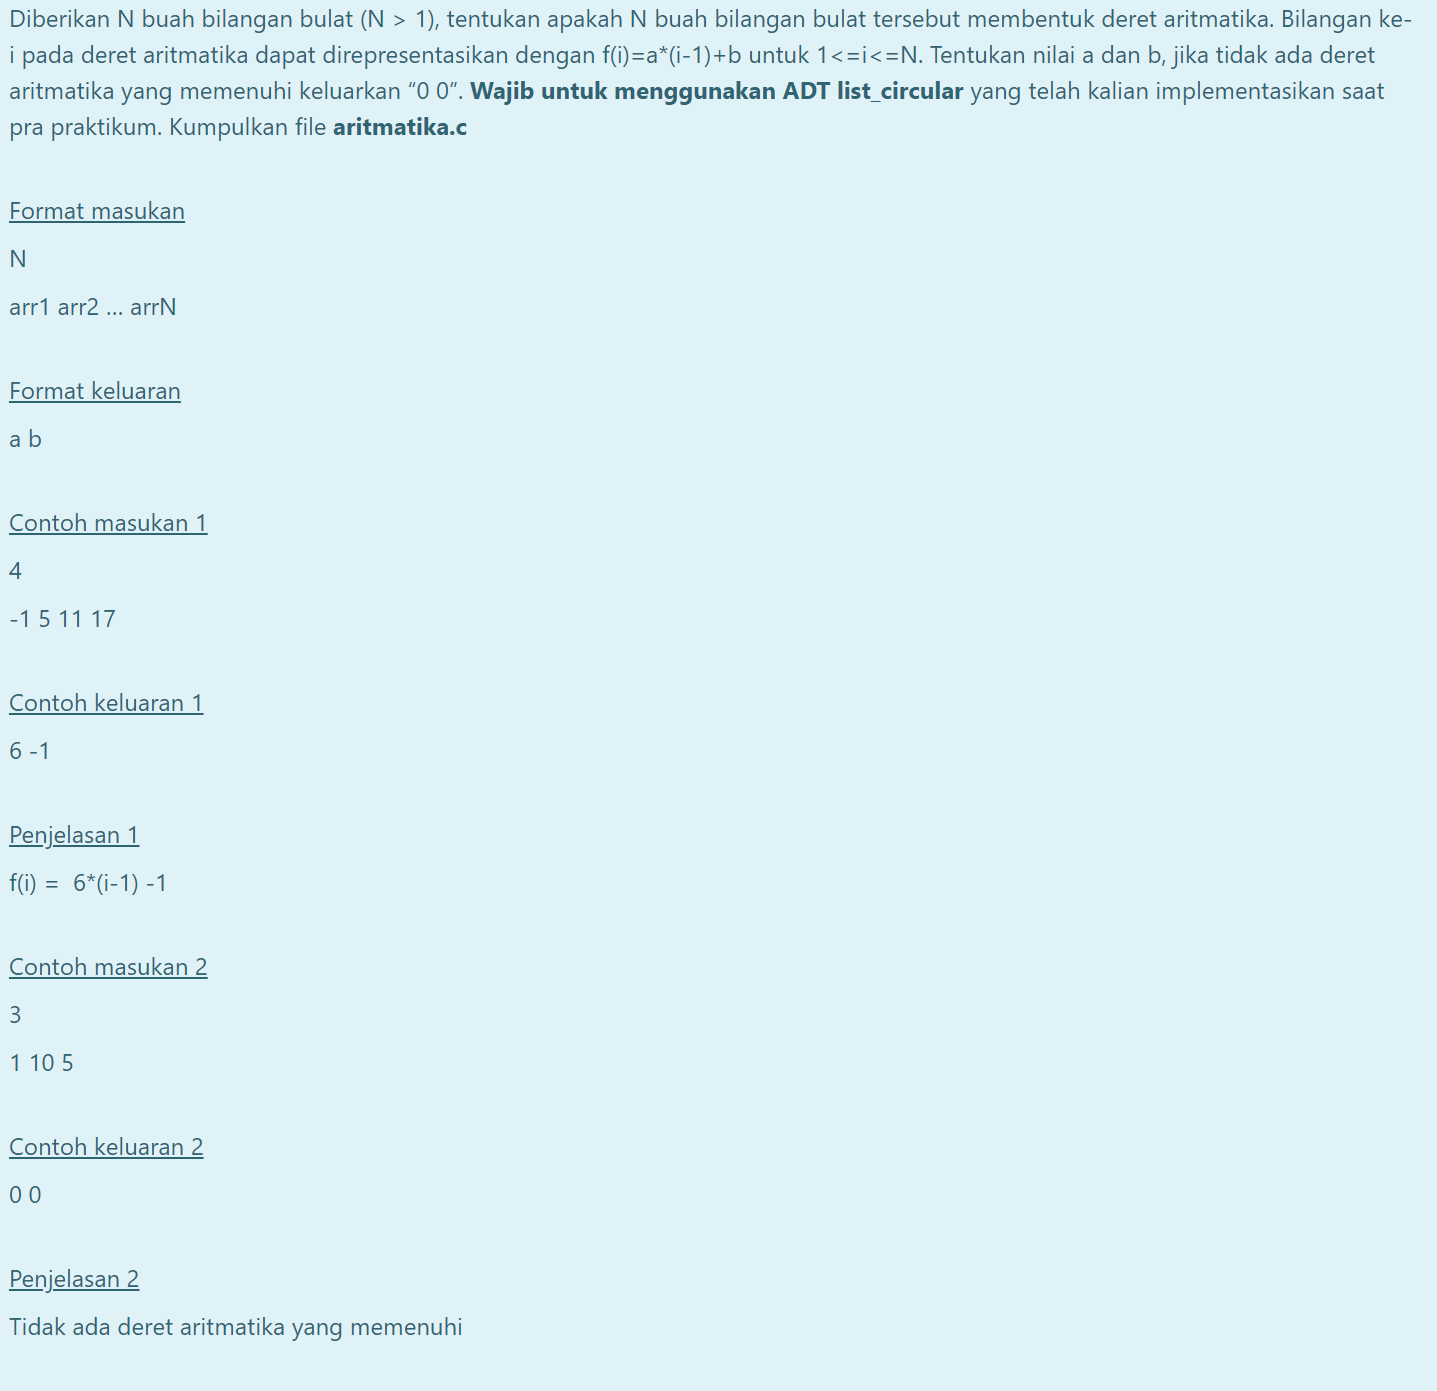 Diberikan N buah bilangan bulat (N > 1), tentukan apakah N buah bilangan bulat tersebut membentuk deret aritmatika. Bilangan ke-
i pada deret aritmatika dapat direpresentasikan dengan f(i)=a*(i-1)+b untuk 1<=i<=N. Tentukan nilai a dan b, jika tidak ada deret
aritmatika yang memenuhi keluarkan “0 0”. Wajib untuk menggunakan ADT list_circular yang telah kalian implementasikan saat
pra praktikum. Kumpulkan file aritmatika.c
Format masukan
N
arr1 arr2 ... arrN
Format keluaran
a b
Contoh masukan 1
4
-1 5 11 17
Contoh keluaran 1
6 -1
Penjelasan 1
f(i) =  6*(i-1) -1
Contoh masukan 2
3
1 10 5
Contoh keluaran 2
0 0
Penjelasan 2
Tidak ada deret aritmatika yang memenuhi